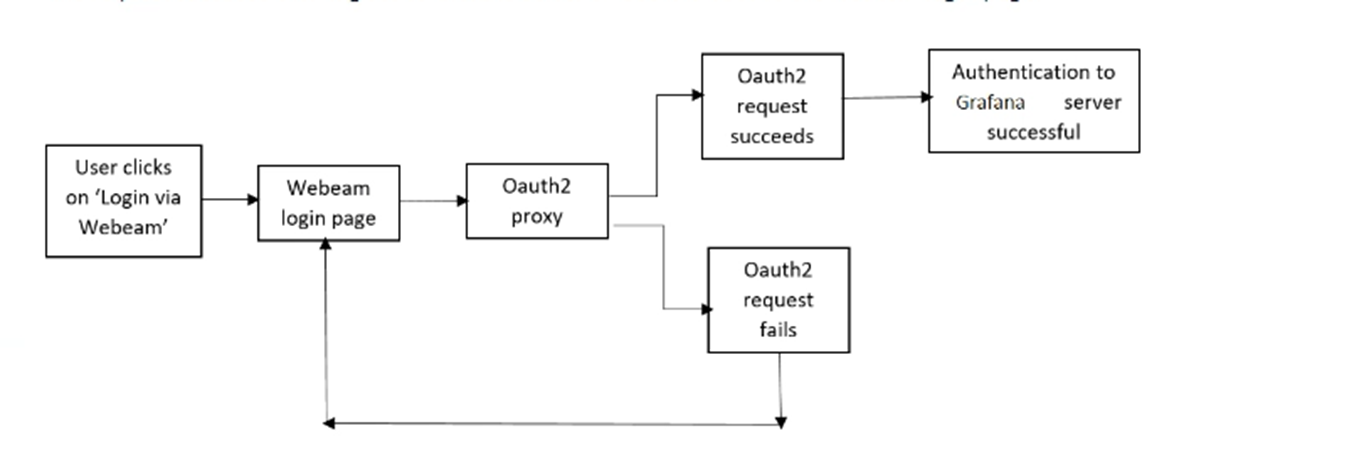 User clicks
on ‘Login via
Webeam’
Webeam
login page
Oauth2
proxy
Oauth2
request
succeeds
Authentication to
Grafana server
successful
Oauth2
request
fails